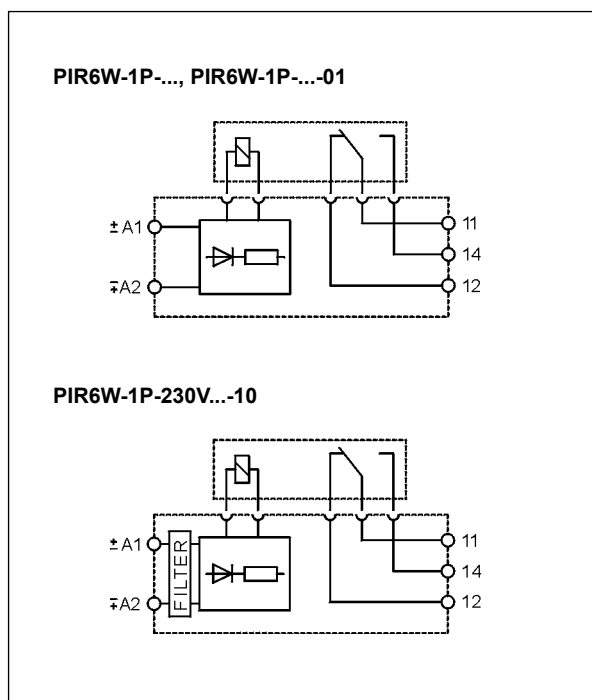 PIR6W-1P-..., PIR6W-1P-...-01
± A1
11
14
∓ A2
12
PIR6W-1P-230V...-10
± A1
FILTER
11
14
∓ A2
12